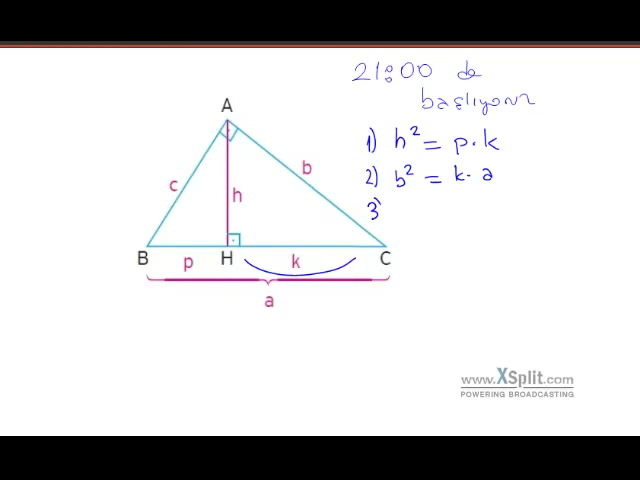 21:00 da
başlıyoruz
A
1) h² = p·k
b
2) b² = k·a
c
h
3)
B
p
H
k
C
a
www.XSplit.com
POWERING BROADCASTING